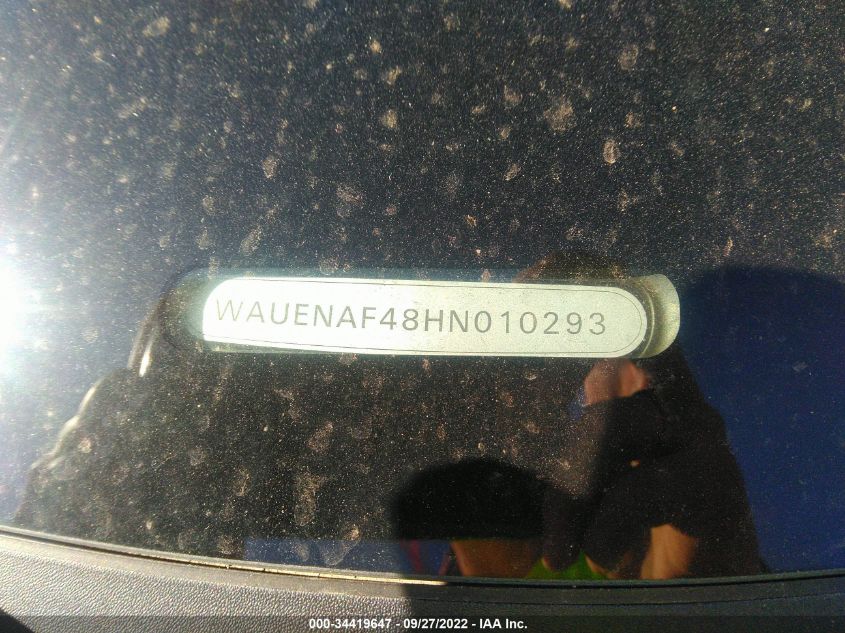 WAUENAF48HN010293
000-34419647 - 09/27/2022 - IAA Inc.